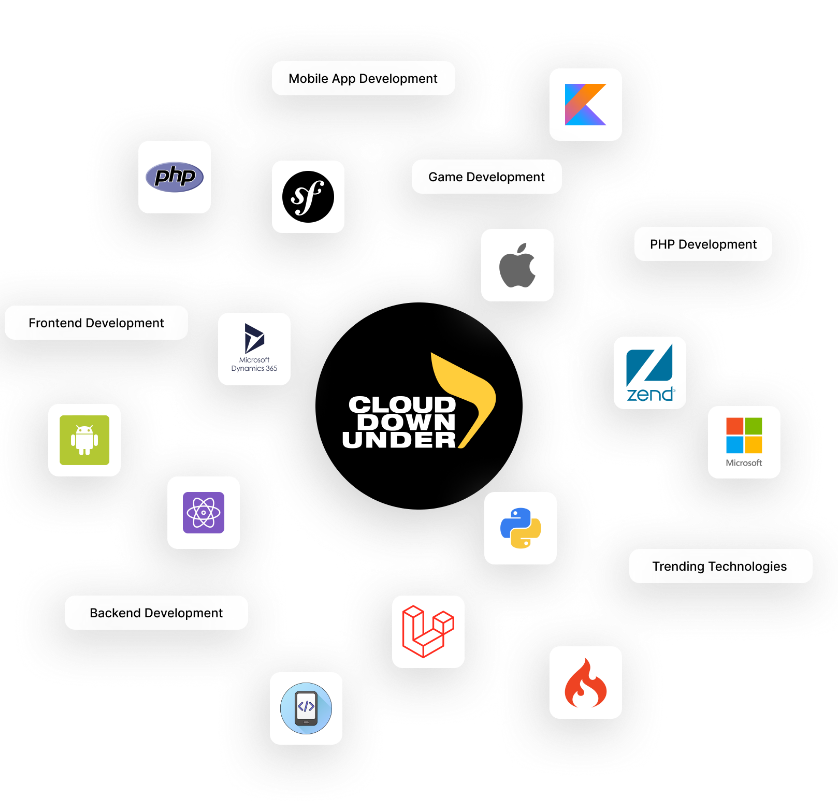 Mobile App Development
php
sf
Game Development
PHP Development
Frontend Development
Microsoft
Dynamics 365
CLOUD
DOWN
UNDER
zend®
Microsoft
Trending Technologies
Backend Development
</>